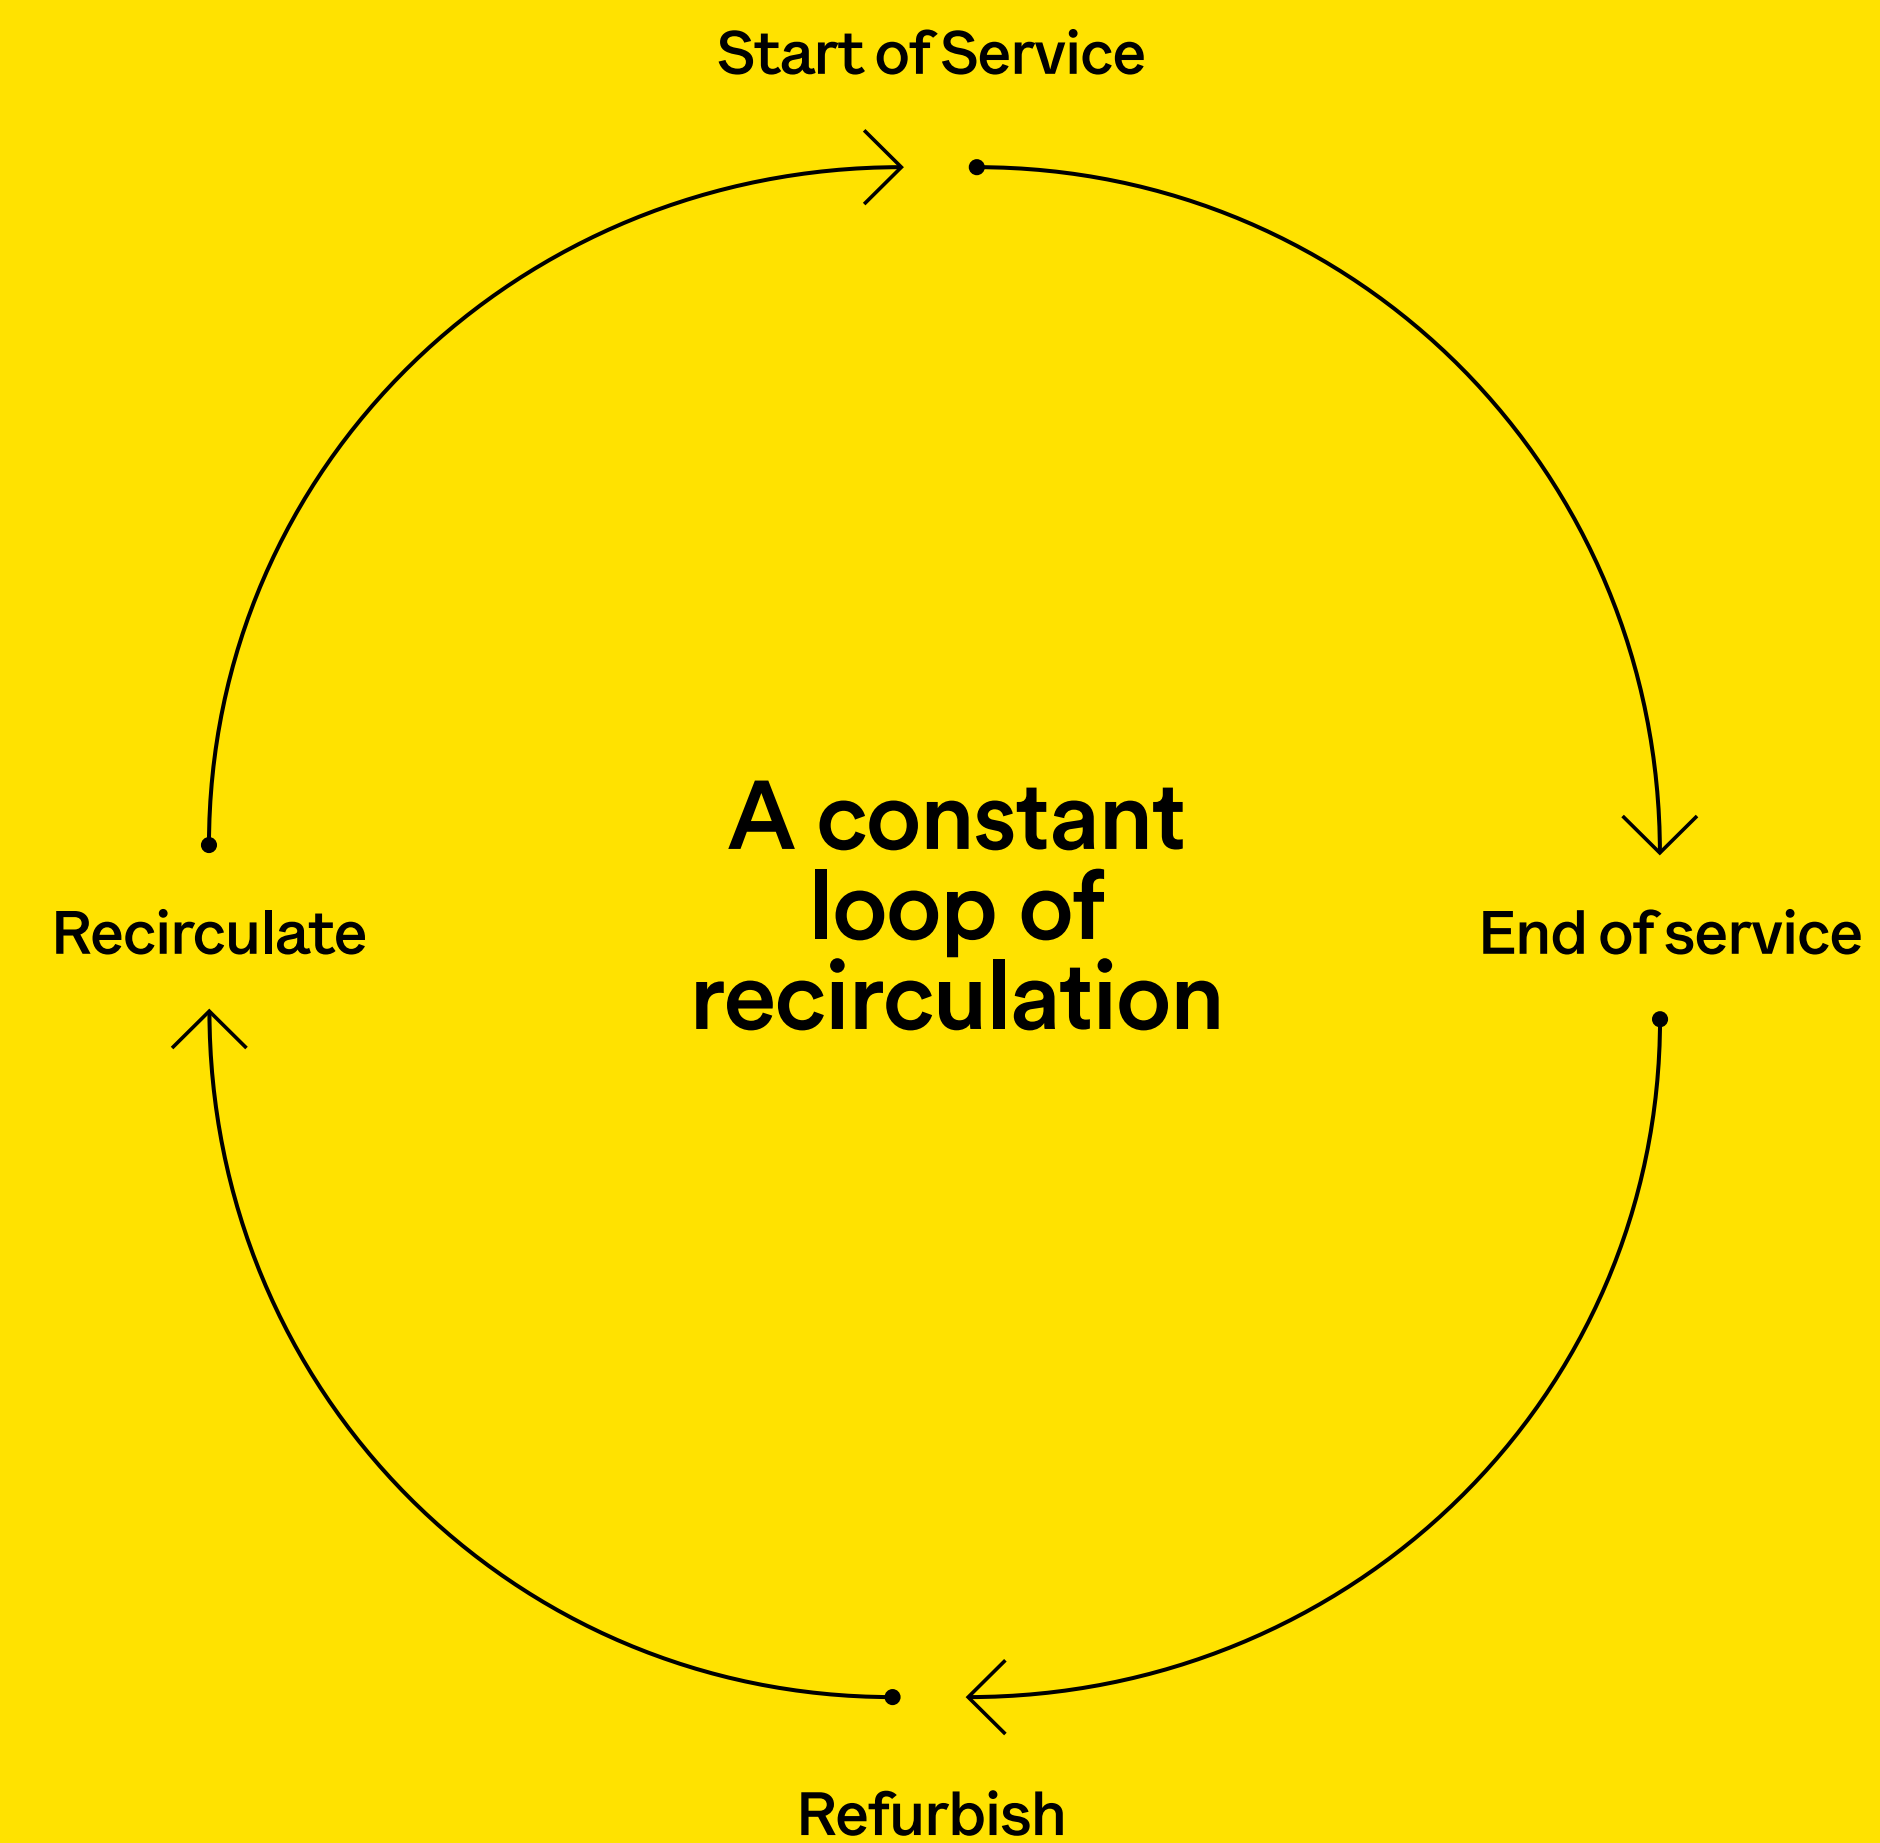 Start of Service
A constant
loop of
recirculation
Recirculate
End of service
Refurbish